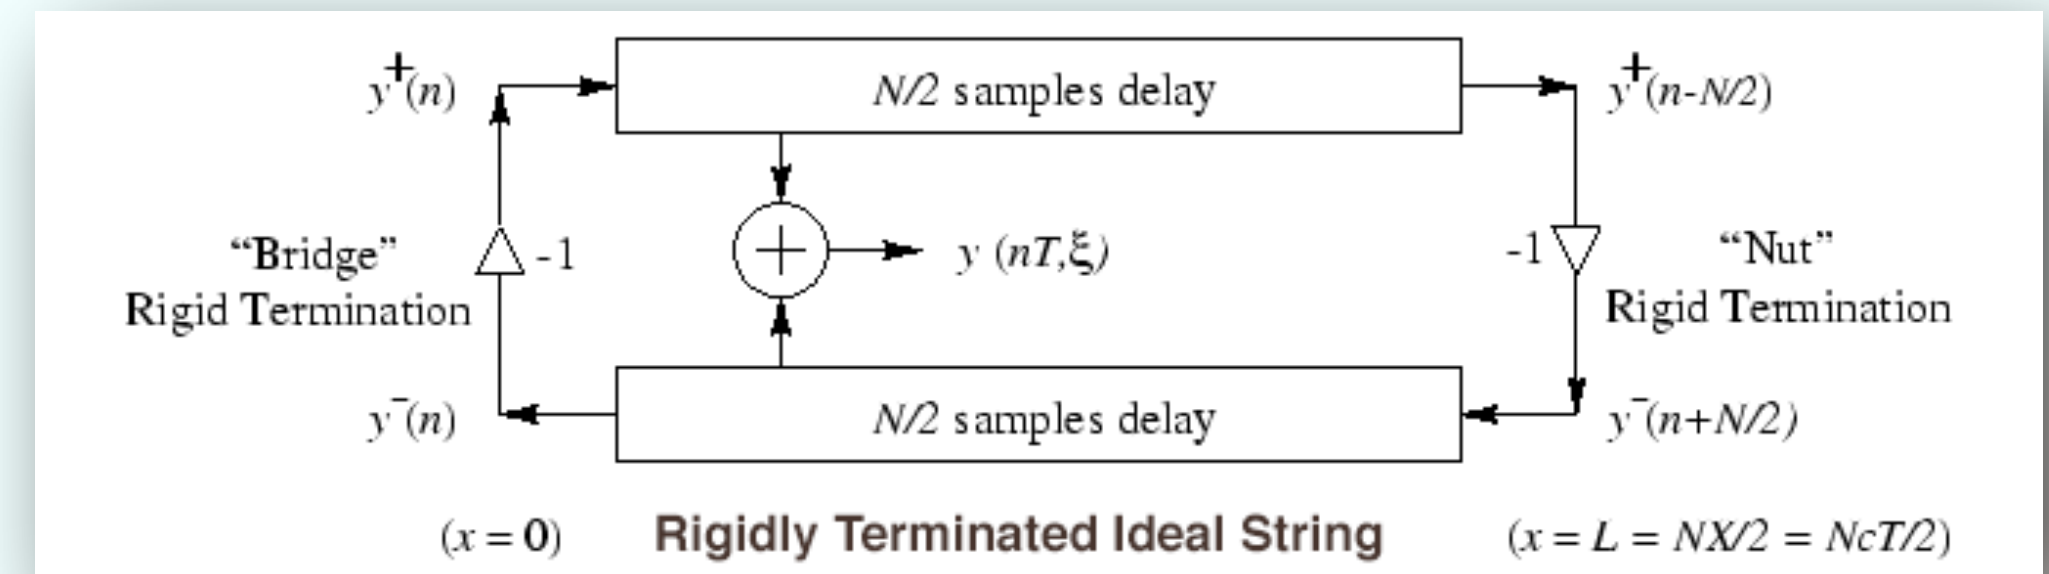 y+(n)
N/2 samples delay
y+(n-N/2)
“Bridge”
Rigid Termination
-1
+
y (nT,ξ)
-1
“Nut”
Rigid Termination
y-(n)
N/2 samples delay
y-(n+N/2)
(x = 0)
Rigidly Terminated Ideal String
(x = L = NX/2 = NcT/2)